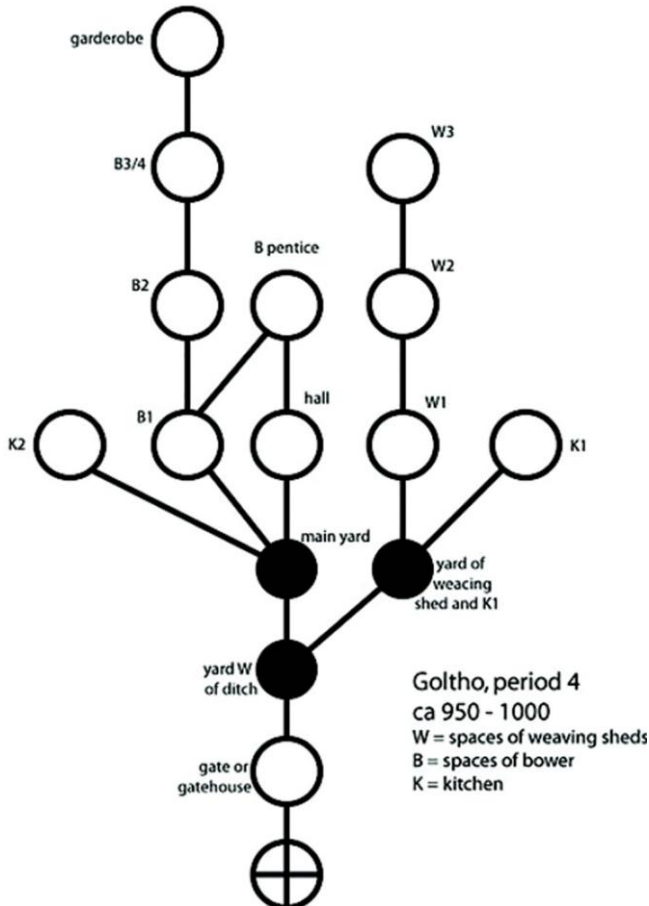 garderobe
B3/4
W3
B pentice
B2
W2
hall
B1
W1
K2
K1
main yard
yard of
weacing
shed and K1
yard W
of ditch
Goltho, period 4
ca 950 - 1000
W = spaces of weaving sheds
B = spaces of bower
K = kitchen
gate or
gatehouse